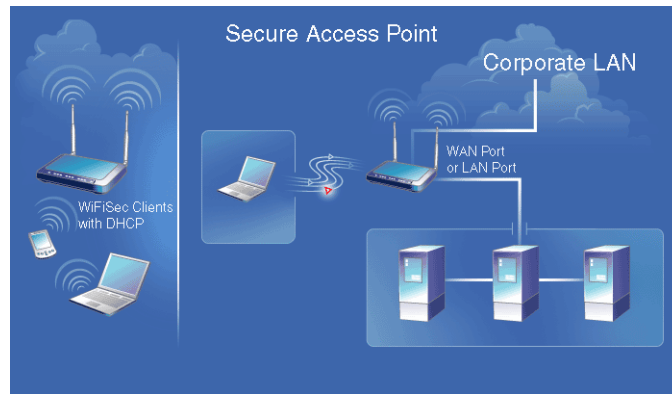 Secure Access Point
Corporate LAN
WAN Port
or LAN Port
WiFiSec Clients
with DHCP